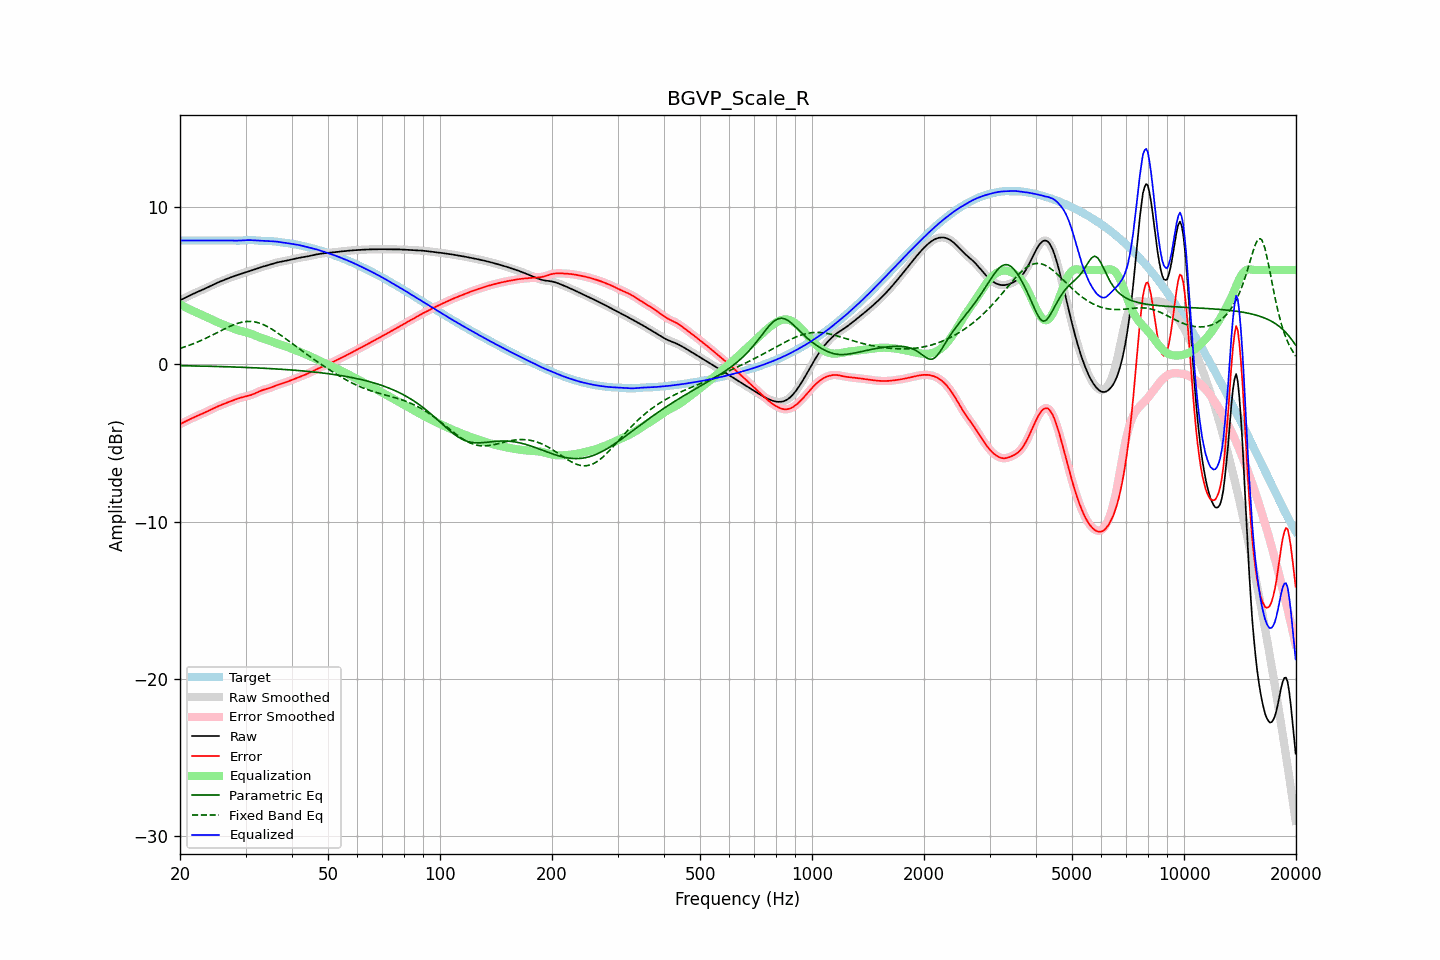 BGVP_Scale_R
10
0
−10
−20
−30
Amplitude (dBr)
Target
Raw Smoothed
Error Smoothed
Raw
Error
Equalization
Parametric Eq
Fixed Band Eq
Equalized
20 50 100 200 500 1000 2000 5000 10000 20000
Frequency (Hz)